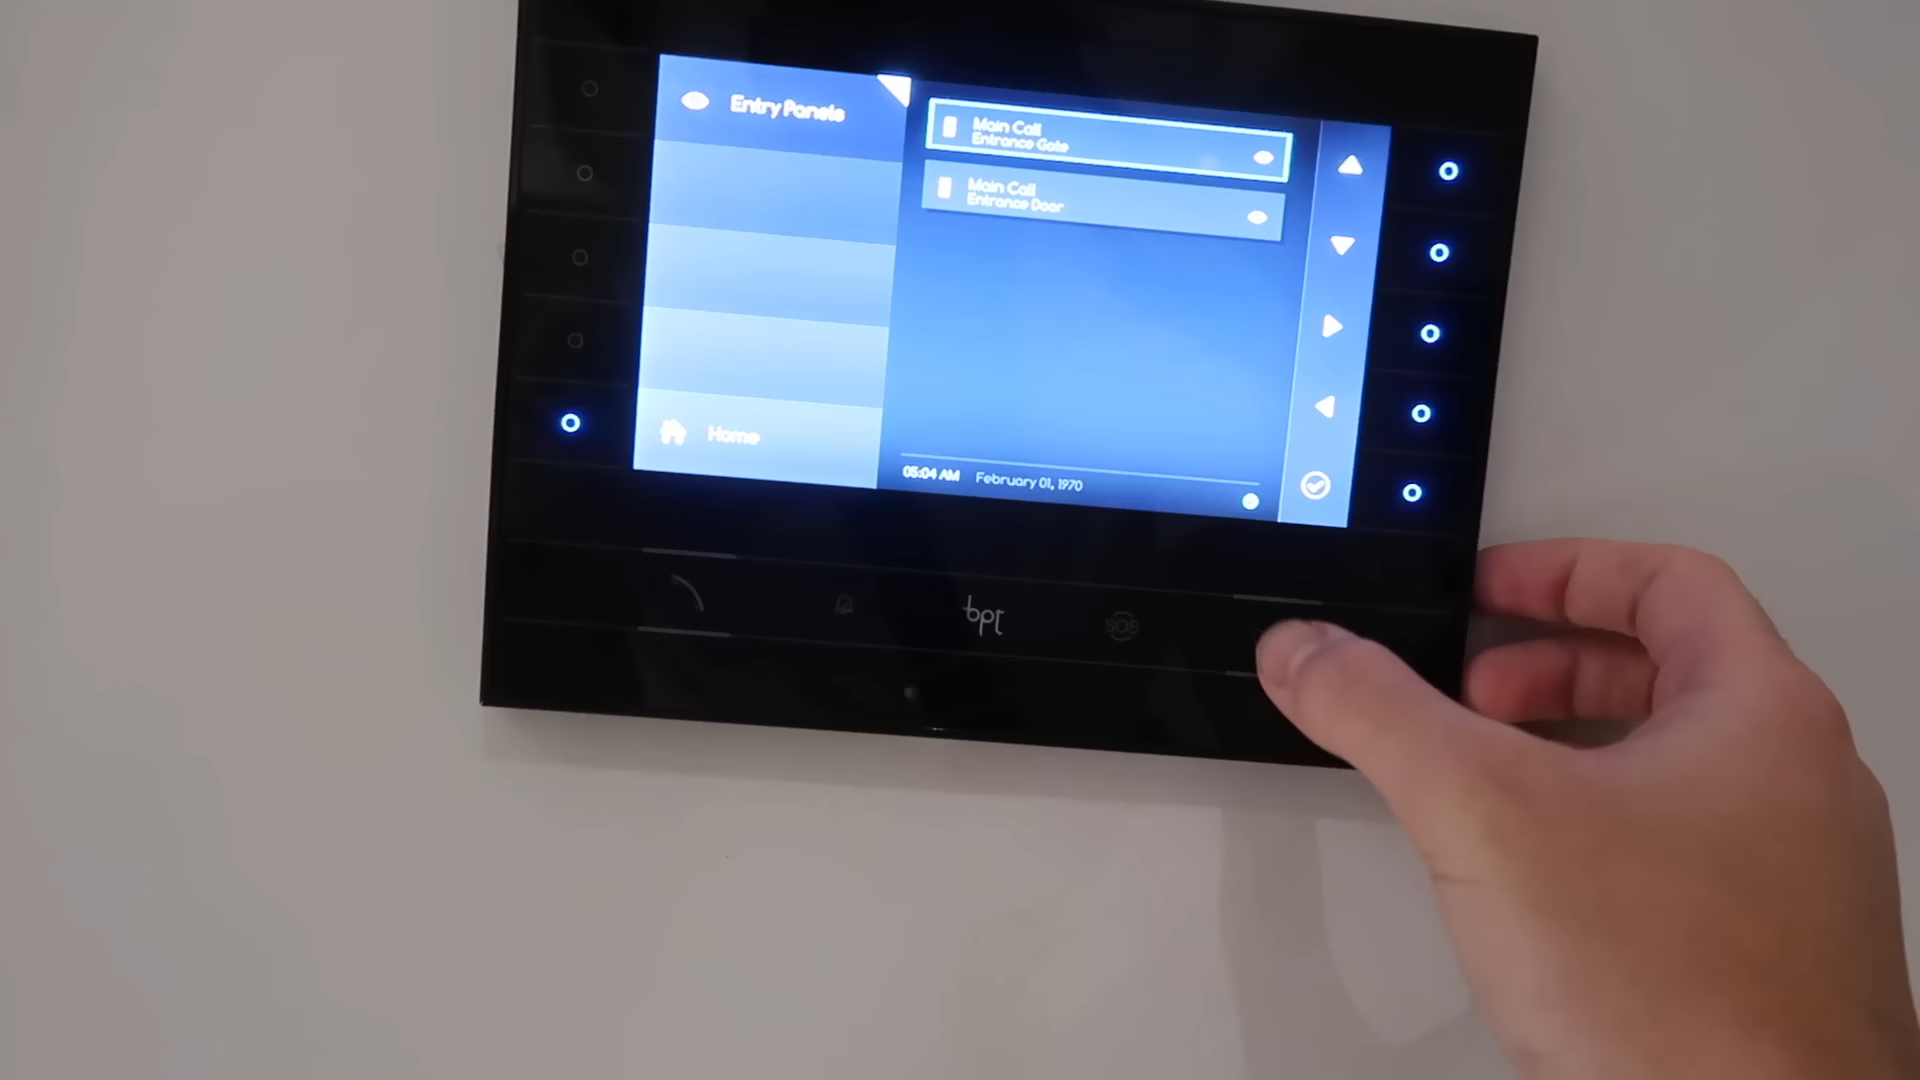 Entry Panels
Main Call
Entrance Gate
Main Call
Entrance Door
Home
05:04 AM February 01, 1970
bpt
SOS